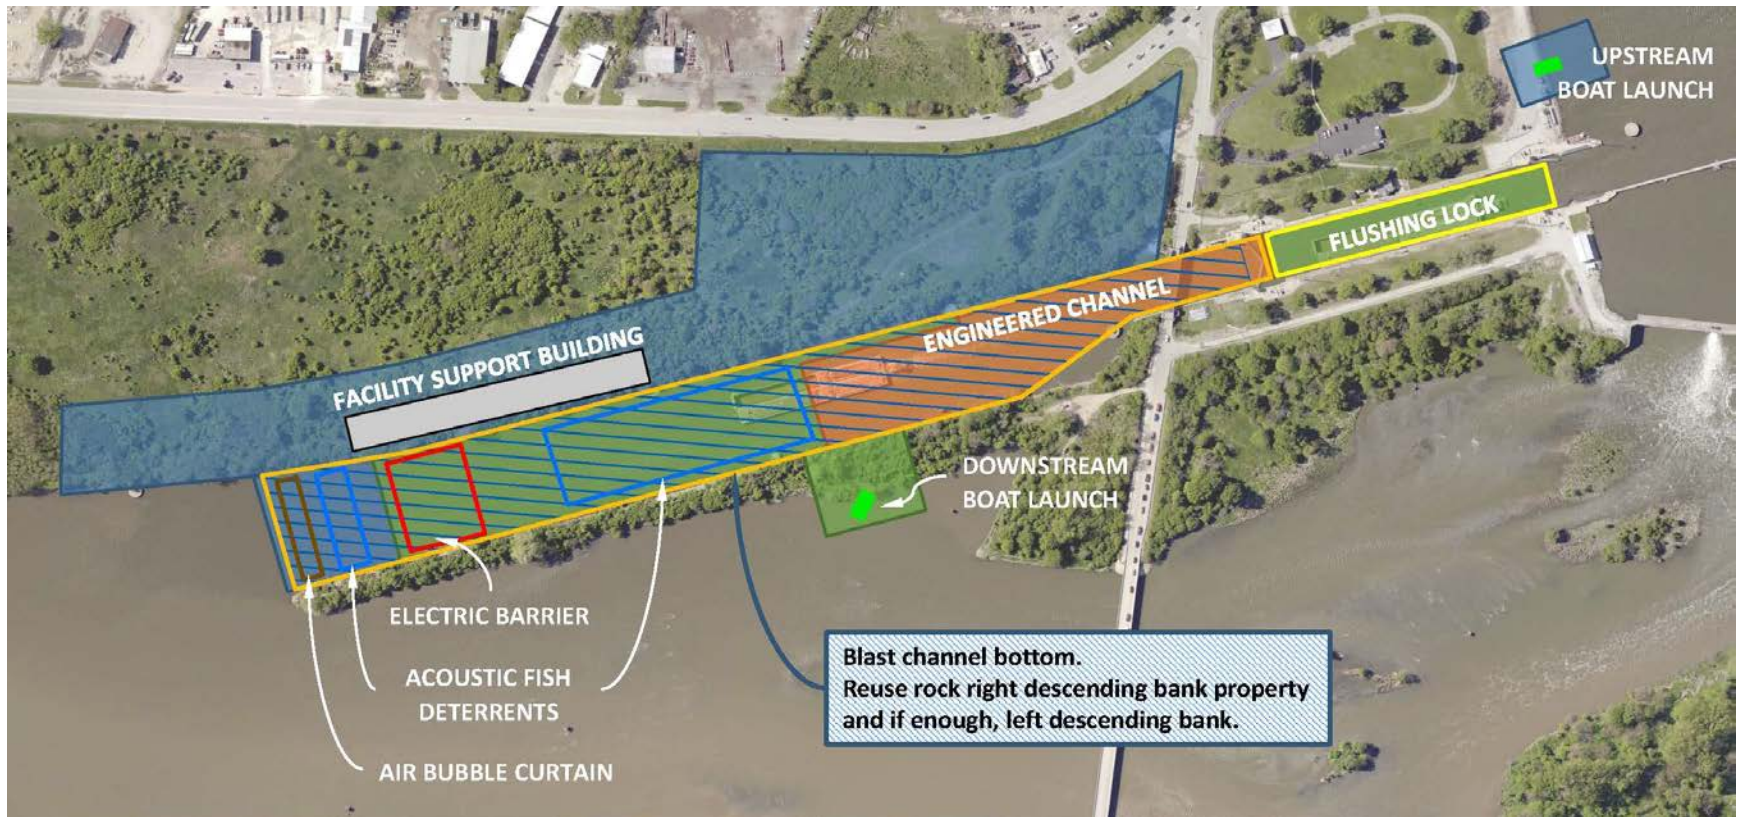 UPSTREAM
BOAT LAUNCH
FLUSHING LOCK
ENGINEERED CHANNEL
FACILITY SUPPORT BUILDING
DOWNSTREAM
BOAT LAUNCH
ELECTRIC BARRIER
ACOUSTIC FISH
DETERRENTS
AIR BUBBLE CURTAIN
Blast channel bottom.
Reuse rock right descending bank property
and if enough, left descending bank.